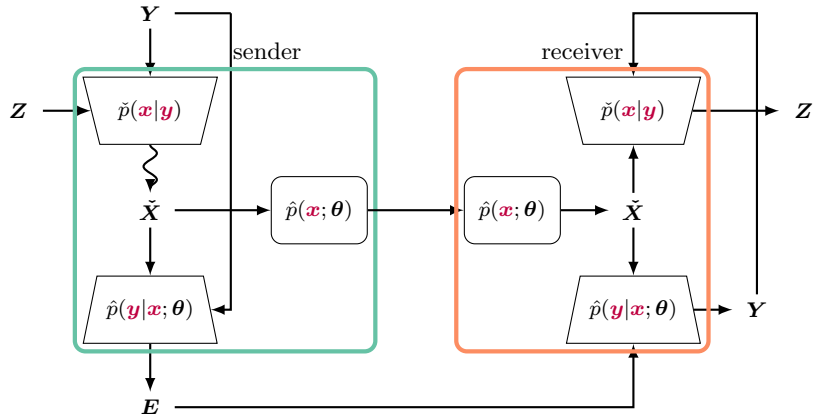 Y
sender
receiver
Z
p̌(x|y)
p̌(x|y)
Z
X̌
p̂(x; θ)
p̂(x; θ)
X̌
p̂(y|x; θ)
p̂(y|x; θ)
Y
E